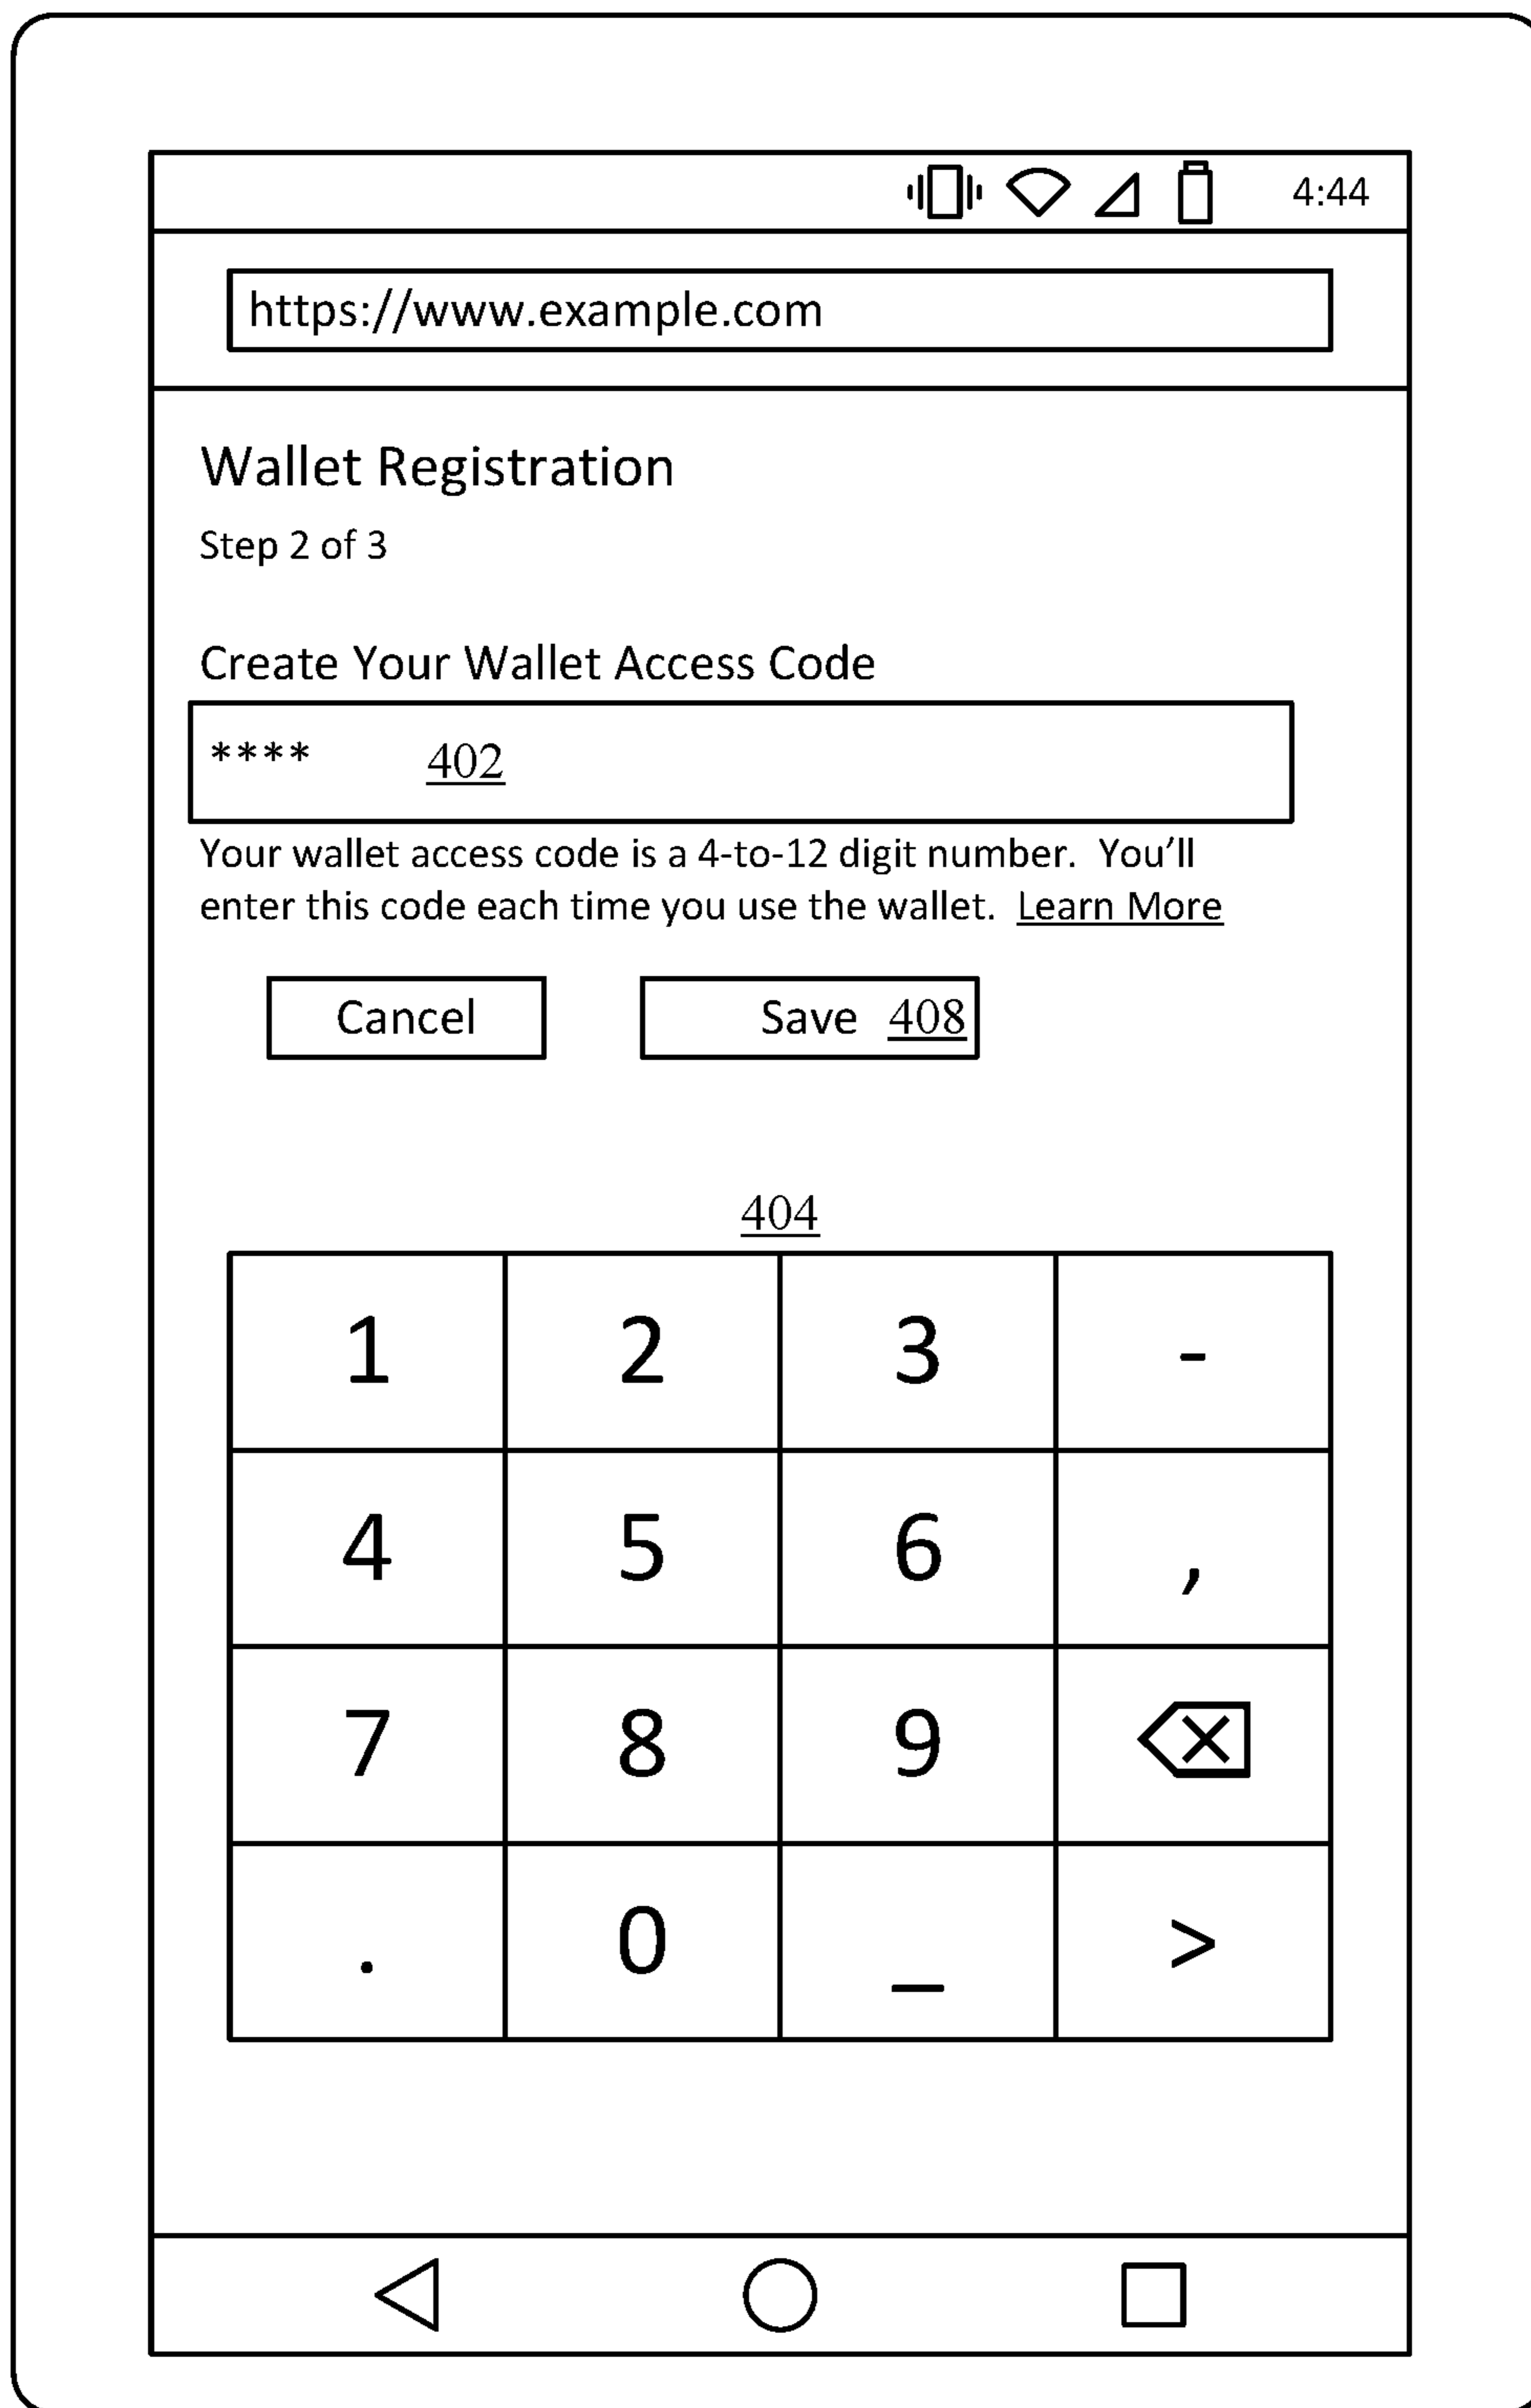 4:44
https://www.example.com
Wallet Registration
Step 2 of 3
Create Your Wallet Access Code
**** 402
Your wallet access code is a 4-to-12 digit number. You’ll
enter this code each time you use the wallet. Learn More
Cancel Save 408
404
1 2 3 -
4 5 6 ,
7 8 9
. 0 _ >